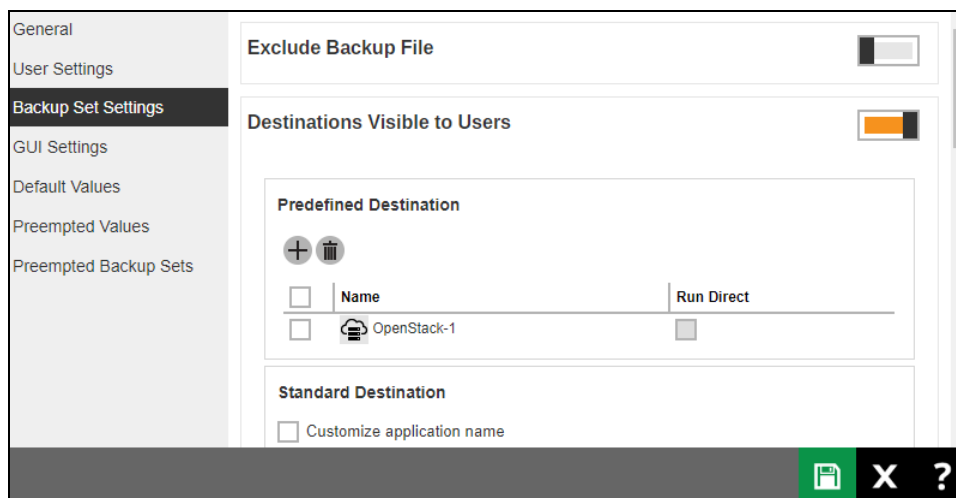 General
User Settings
Backup Set Settings
GUI Settings
Default Values
Preempted Values
Preempted Backup Sets
Exclude Backup File
Destinations Visible to Users
Predefined Destination
Name Run Direct
OpenStack-1
Standard Destination
Customize application name
X ?